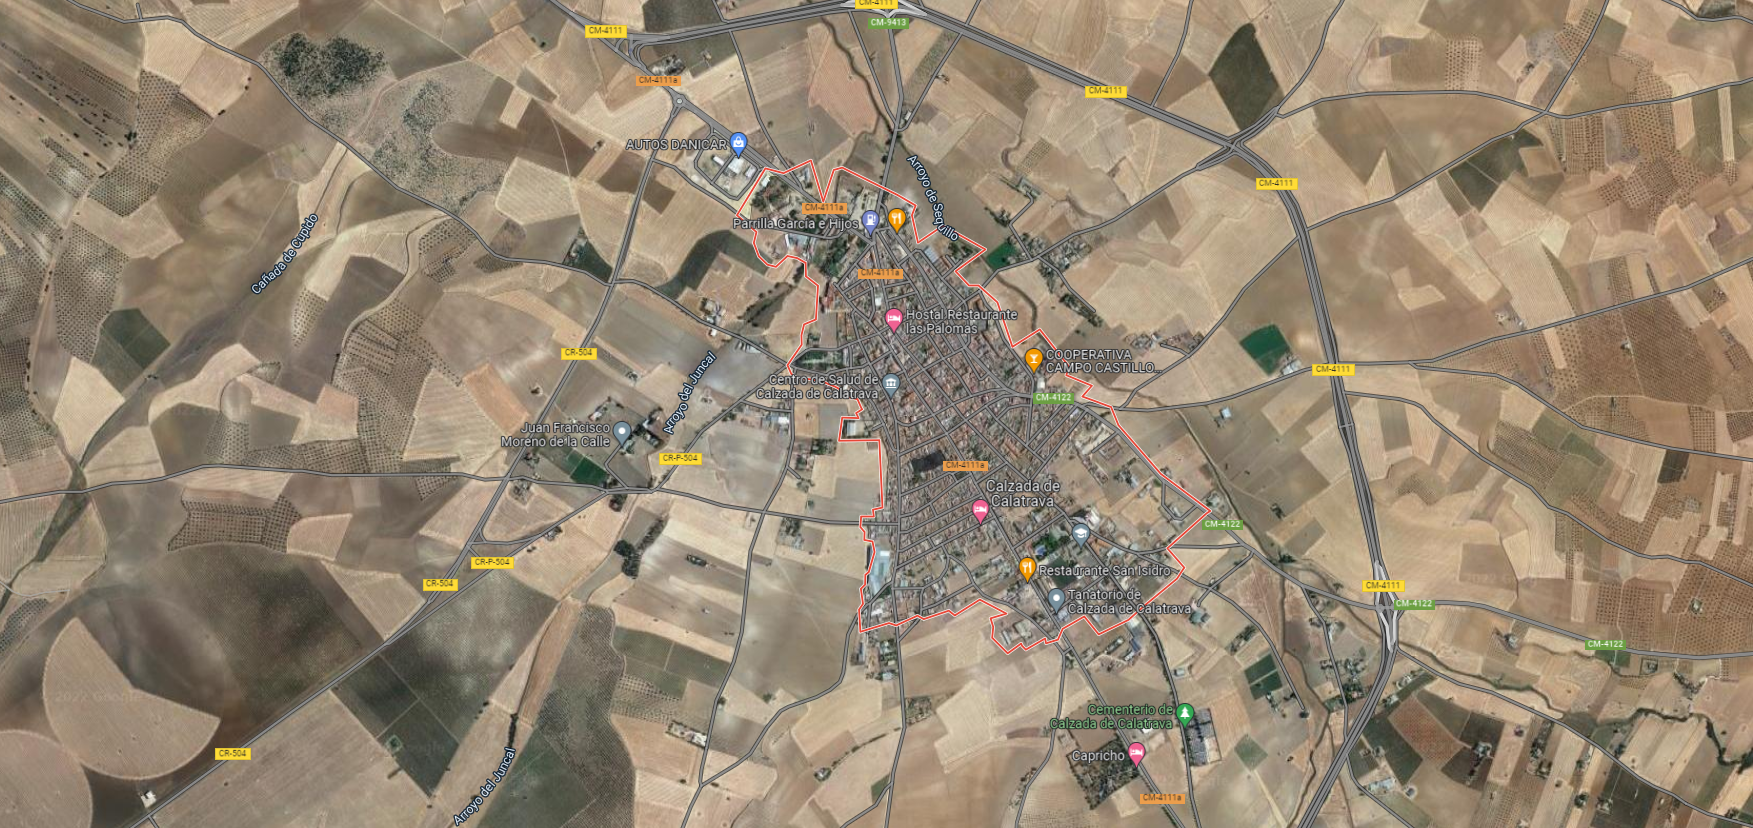 CM-4111
CM-9413
CM-4111
CM-4111a
CM-4111
AUTOS DANICAR
Arroyo de Sequillo
CM-4111
CM-4111a
Parrilla García e Hijos
Cañada de Cupido
CM-4111a
Hostal Restaurante
las Palomas
CR-504
COOPERATIVA
CAMPO CASTILLO...
CM-4111
Arroyo del Juncal
Centro de Salud de
Calzada de Calatrava
CM-4122
Juan Francisco
Moreno de la Calle
CR-P-504
CM-4111a
Calzada de
Calatrava
CM-4122
CR-P-504
CR-504
Restaurante San Isidro
CM-4111
Tanatorio de
Calzada de Calatrava
CM-4122
CM-4122
Cementerio de
Calzada de Calatrava
CR-504
Capricho
Arroyo del Juncal
CM-4111a